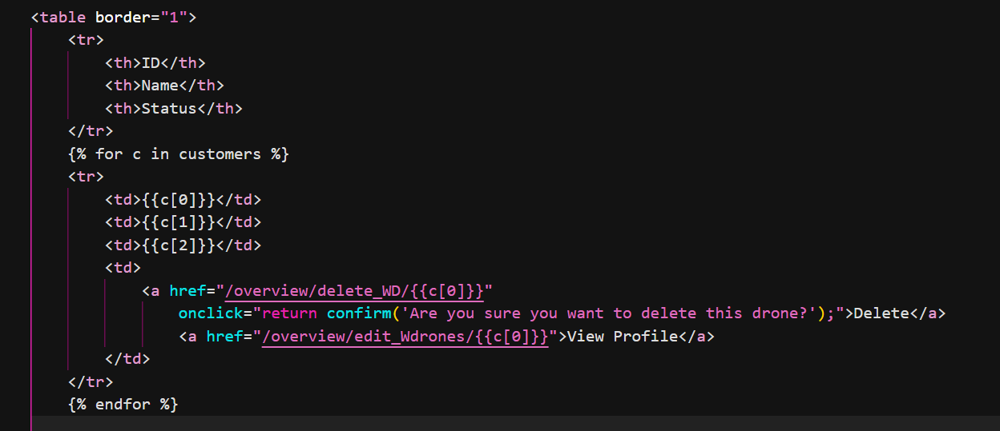 <table border="1">
<tr>
<th>ID</th>
<th>Name</th>
<th>Status</th>
</tr>
{% for c in customers %}
<tr>
<td>{{c[0]}}</td>
<td>{{c[1]}}</td>
<td>{{c[2]}}</td>
<td>
<a href="/overview/delete_WD/{{c[0]}}"
onclick="return confirm('Are you sure you want to delete this drone?');">Delete</a>
<a href="/overview/edit_Wdrones/{{c[0]}}">View Profile</a>
</td>
</tr>
{% endfor %}